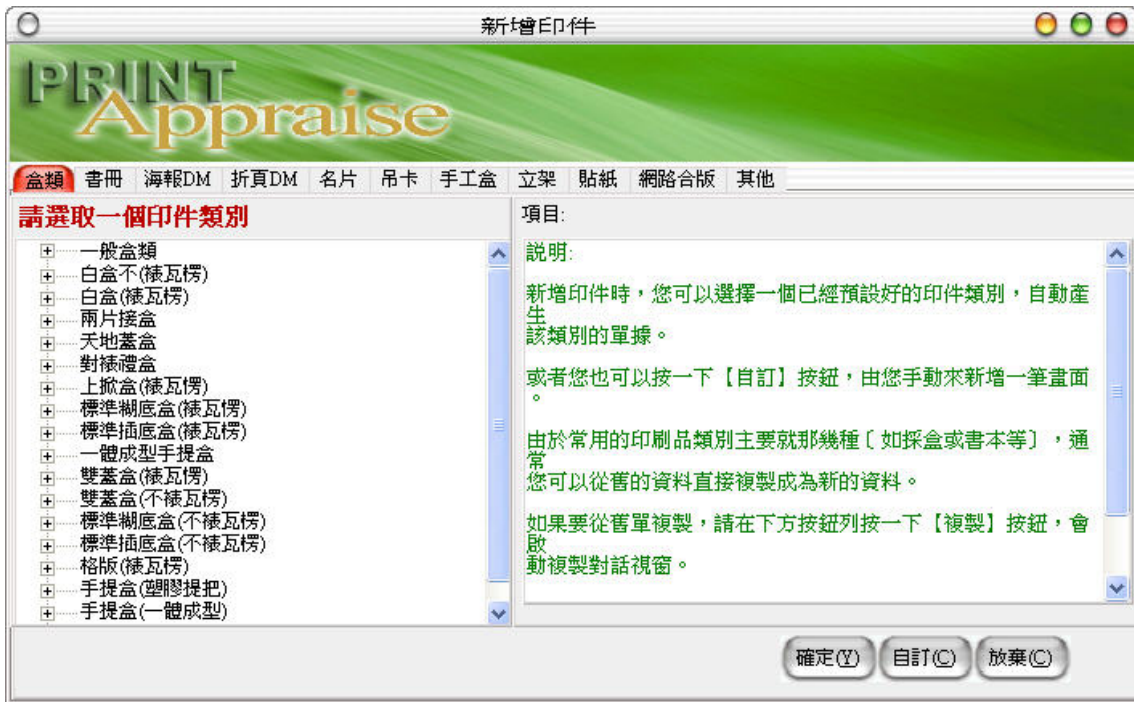 新增印件
PRINT
Appraise
盒類 書冊 海報DM 折頁DM 名片 吊卡 手工盒 立架 貼紙 網路合版 其他
請選取一個印件類別
一般盒類
白盒不(裱瓦楞)
白盒(裱瓦楞)
兩片接盒
天地蓋盒
對裱禮盒
上掀盒(裱瓦楞)
標準糊底盒(裱瓦楞)
標準插底盒(裱瓦楞)
一體成型手提盒
雙蓋盒(裱瓦楞)
雙蓋盒(不裱瓦楞)
標準糊底盒(不裱瓦楞)
標準插底盒(不裱瓦楞)
格版(裱瓦楞)
手提盒(塑膠提把)
手提盒(一體成型)
項目:
說明:
新增印件時，您可以選擇一個已經預設好的印件類別，自動產
生
該類別的單據。
或者您也可以按一下【自訂】按鈕，由您手動來新增一筆畫面
。
由於常用的印刷品類別主要就那幾種〔如採盒或書本等〕，通
常
您可以從舊的資料直接複製成為新的資料。
如果要從舊單複製，請在下方按鈕列按一下【複製】按鈕，會
啟
動複製對話視窗。
確定(Y) 自訂(C) 放棄(C)